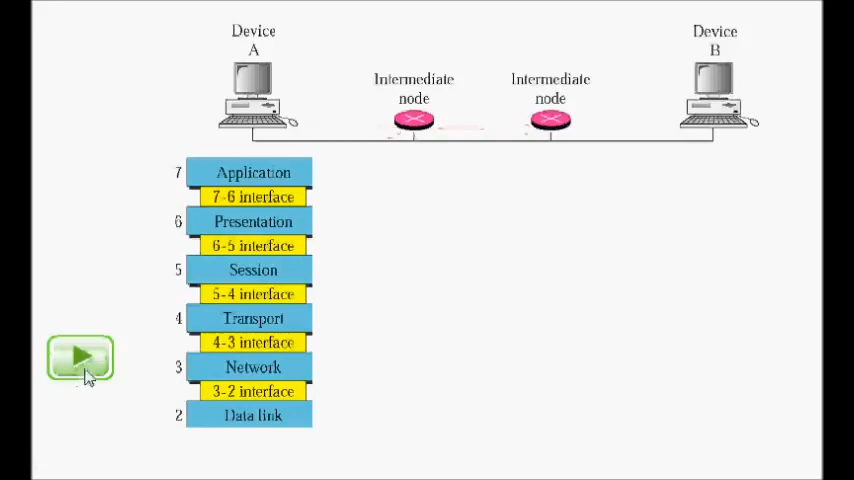 Device
A
Device
B
Intermediate
node
Intermediate
node
7 Application
7-6 interface
6 Presentation
6-5 interface
5 Session
5-4 interface
4 Transport
4-3 interface
3 Network
3-2 interface
2 Data link